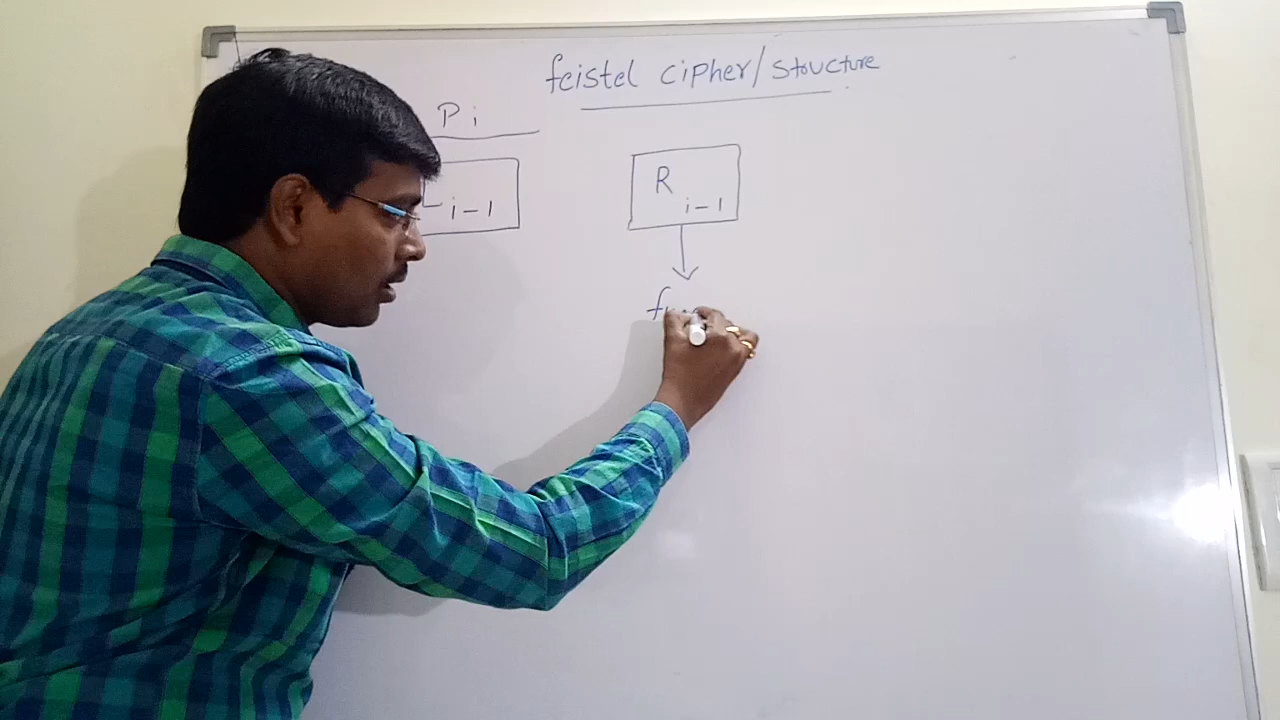 feistel cipher/structure
Pi
L i-1
R i-1